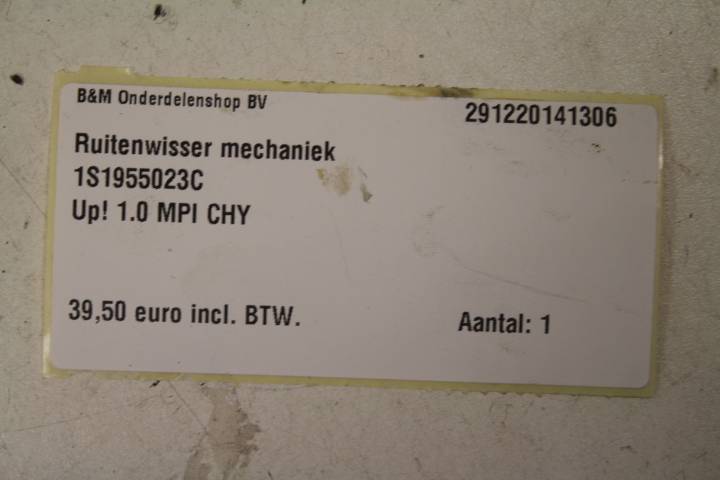 B&M Onderdelenshop BV
291220141306
Ruitenwisser mechaniek
1S1955023C
Up! 1.0 MPI CHY
39,50 euro incl. BTW.
Aantal: 1